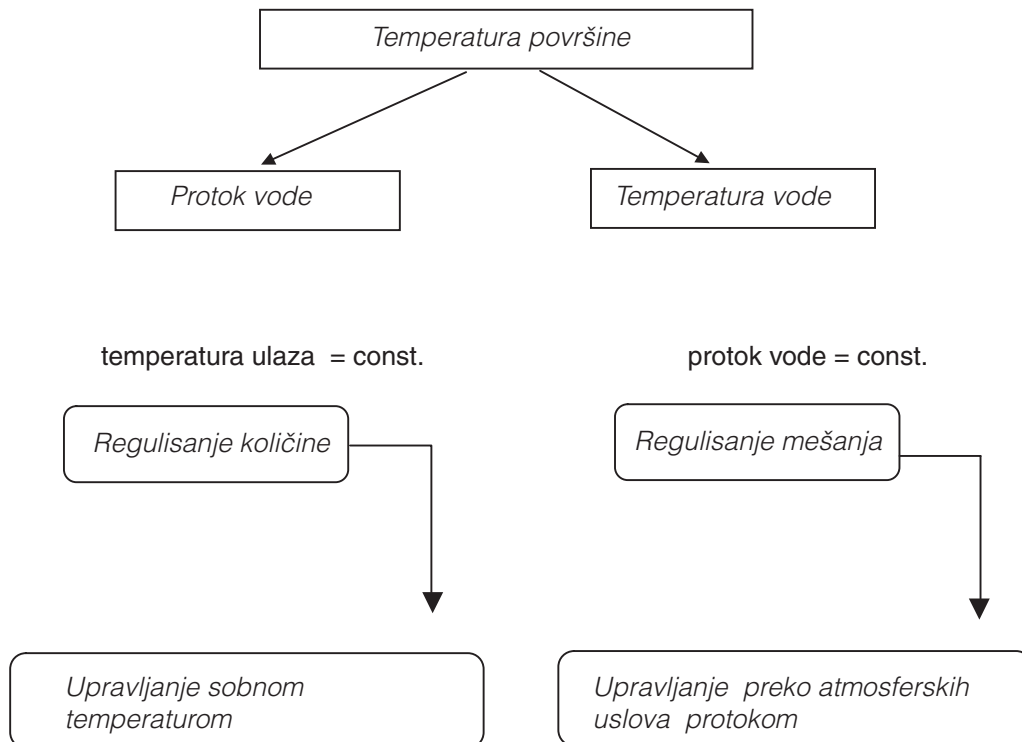 Temperatura površine
Protok vode
Temperatura vode
temperatura ulaza = const.
protok vode = const.
Regulisanje količine
Regulisanje mešanja
Upravljanje sobnom
temperaturom
Upravljanje preko atmosferskih
uslova protokom